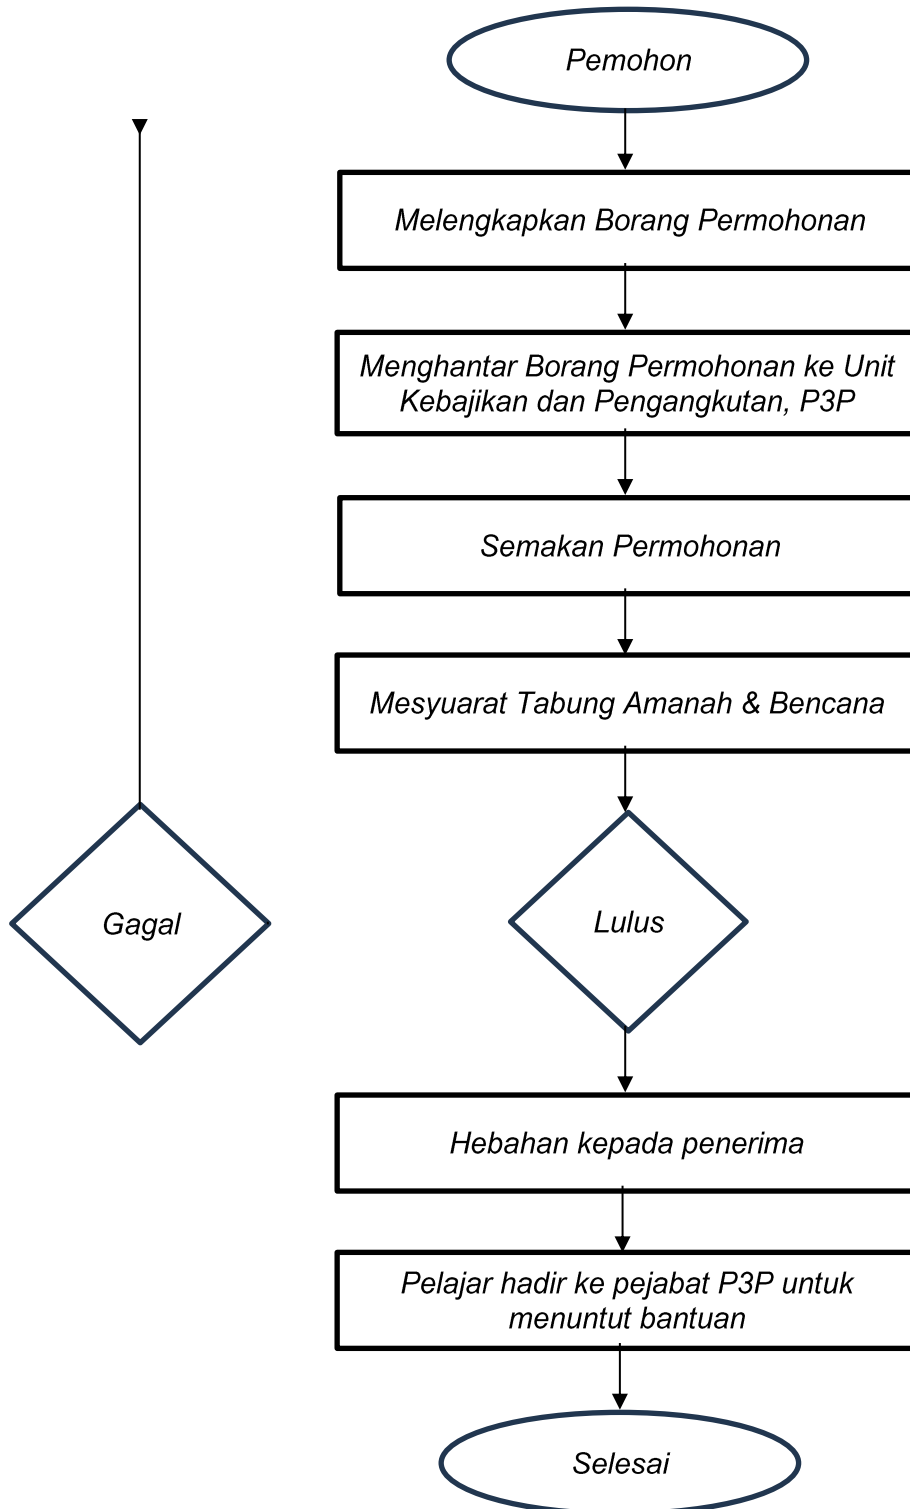 Pemohon
Melengkapkan Borang Permohonan
Menghantar Borang Permohonan ke Unit
Kebajikan dan Pengangkutan, P3P
Semakan Permohonan
Mesyuarat Tabung Amanah & Bencana
Gagal
Lulus
Hebahan kepada penerima
Pelajar hadir ke pejabat P3P untuk
menuntut bantuan
Selesai